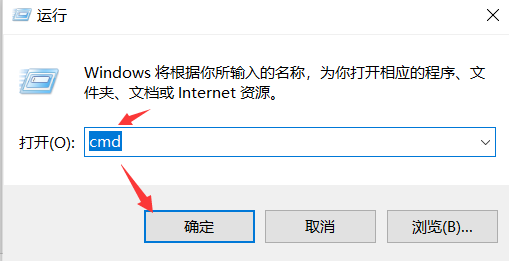 运行
Windows 将根据你所输入的名称，为你打开相应的程序、文
件夹、文档或 Internet 资源。
打开(O): cmd
确定 取消 浏览(B)...